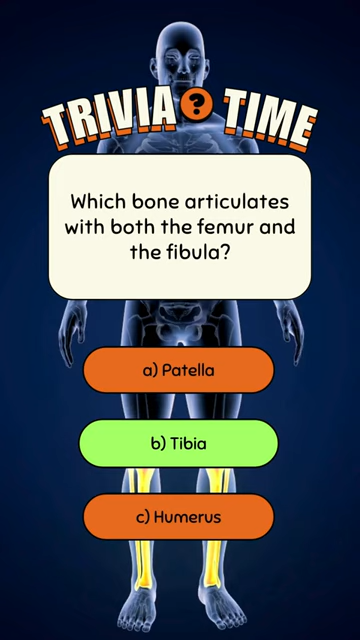 TRIVIA ? TIME
Which bone articulates
with both the femur and
the fibula?
a) Patella
b) Tibia
c) Humerus